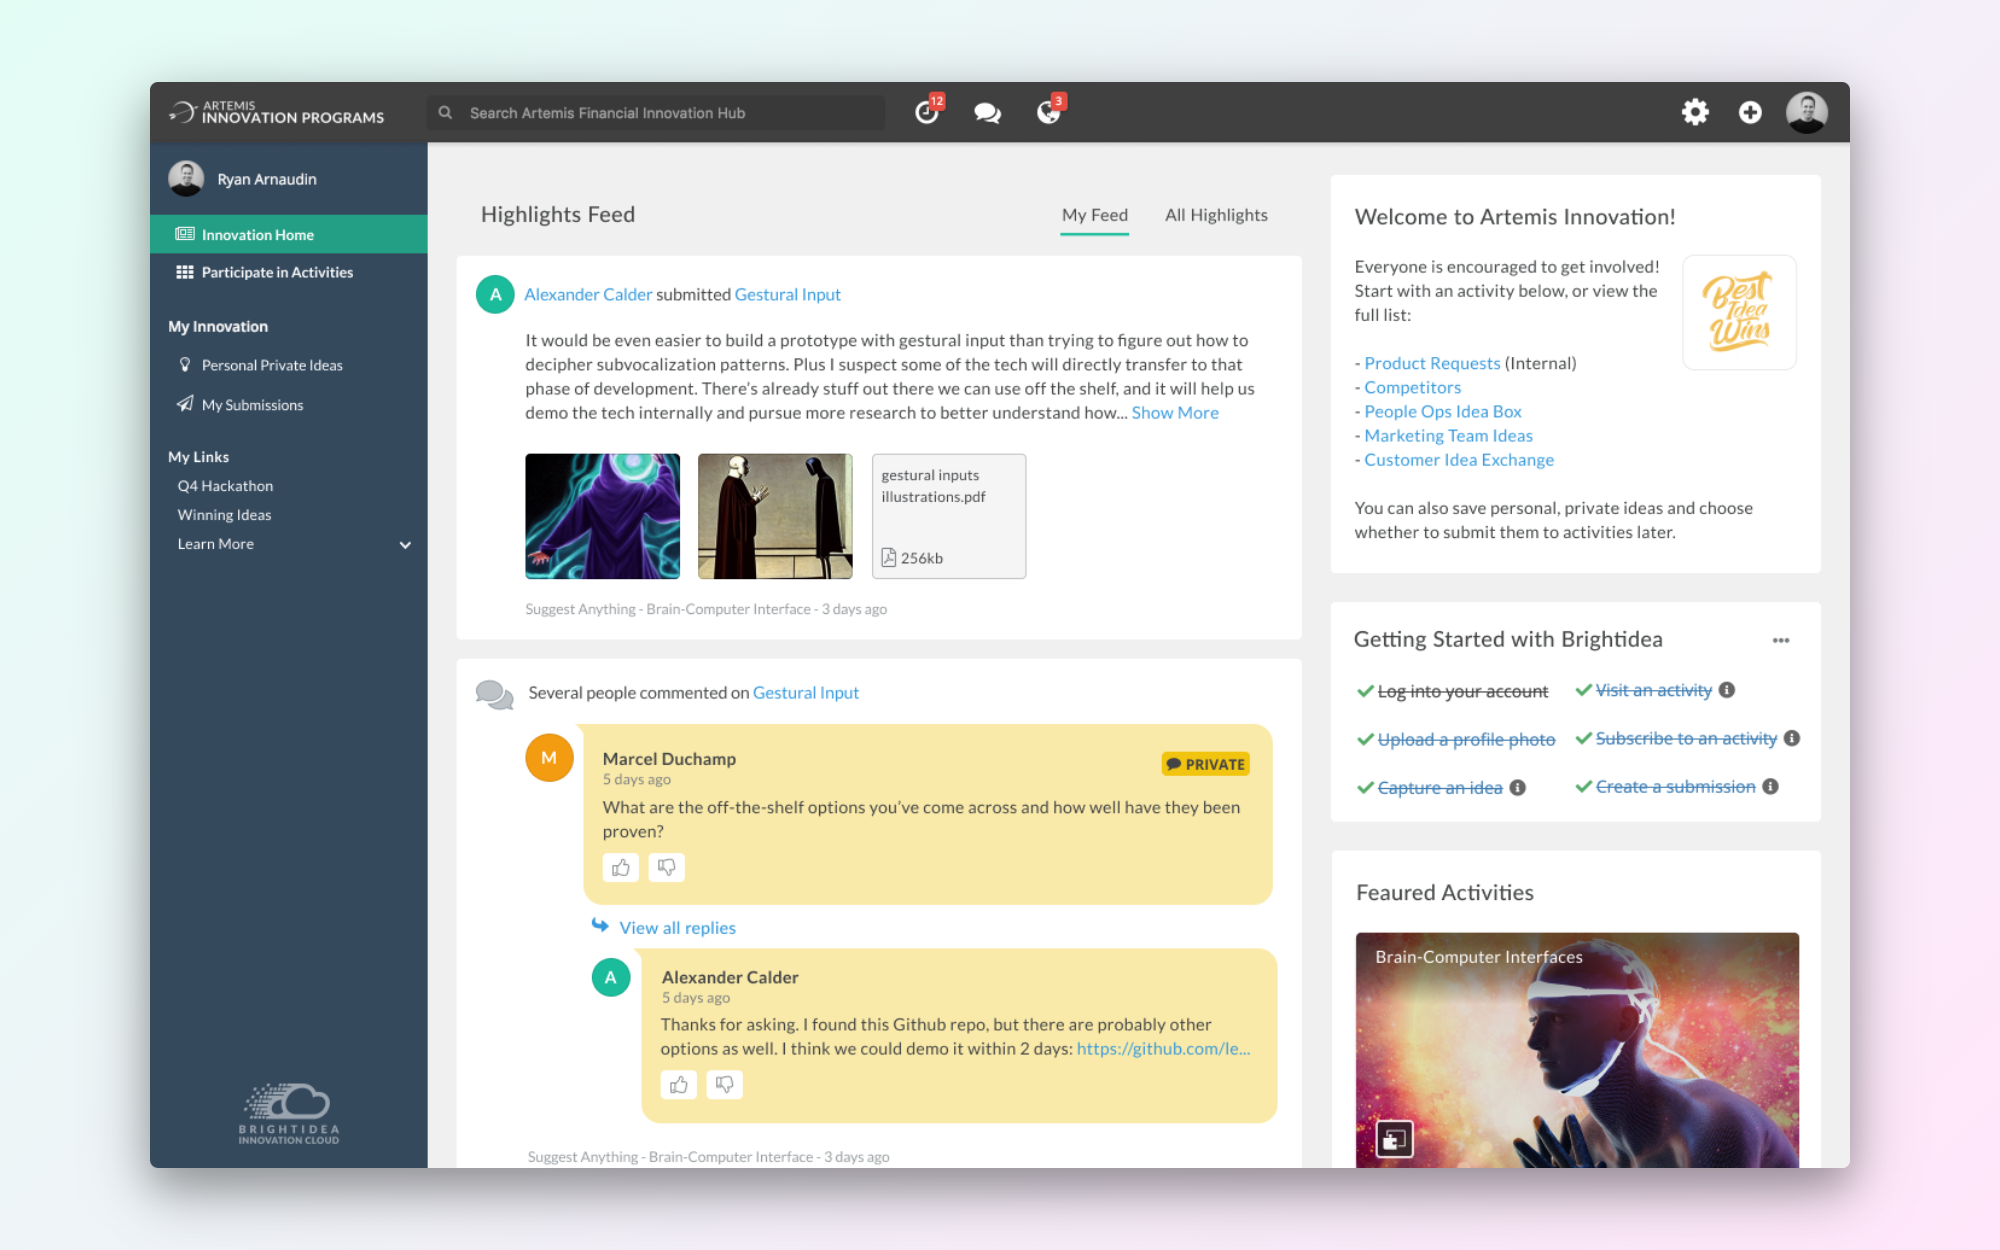 ARTEMIS
INNOVATION PROGRAMS
Search Artemis Financial Innovation Hub
12
3
Ryan Arnaudin
Innovation Home
Participate in Activities
My Innovation
Personal Private Ideas
My Submissions
My Links
Q4 Hackathon
Winning Ideas
Learn More
BRIGHTIDEA
INNOVATION CLOUD
Highlights Feed
My Feed
All Highlights
A
Alexander Calder submitted Gestural Input
It would be even easier to build a prototype with gestural input than trying to figure out how to
decipher subvocalization patterns. Plus I suspect some of the tech will directly transfer to that
phase of development. There's already stuff out there we can use off the shelf, and it will help us
demo the tech internally and pursue more research to better understand how... Show More
gestural inputs
illustrations.pdf
256kb
Suggest Anything - Brain-Computer Interface - 3 days ago
Several people commented on Gestural Input
M
Marcel Duchamp
PRIVATE
5 days ago
What are the off-the-shelf options you've come across and how well have they been
proven?
View all replies
A
Alexander Calder
5 days ago
Thanks for asking. I found this Github repo, but there are probably other
options as well. I think we could demo it within 2 days: https://github.com/le...
Suggest Anything - Brain-Computer Interface - 3 days ago
Welcome to Artemis Innovation!
Everyone is encouraged to get involved!
Start with an activity below, or view the
full list:
Best
Idea
Wins
- Product Requests (Internal)
- Competitors
- People Ops Idea Box
- Marketing Team Ideas
- Customer Idea Exchange
You can also save personal, private ideas and choose
whether to submit them to activities later.
Getting Started with Brightidea
Log into your account
Visit an activity
Upload a profile photo
Subscribe to an activity
Capture an idea
Create a submission
Feaured Activities
Brain-Computer Interfaces